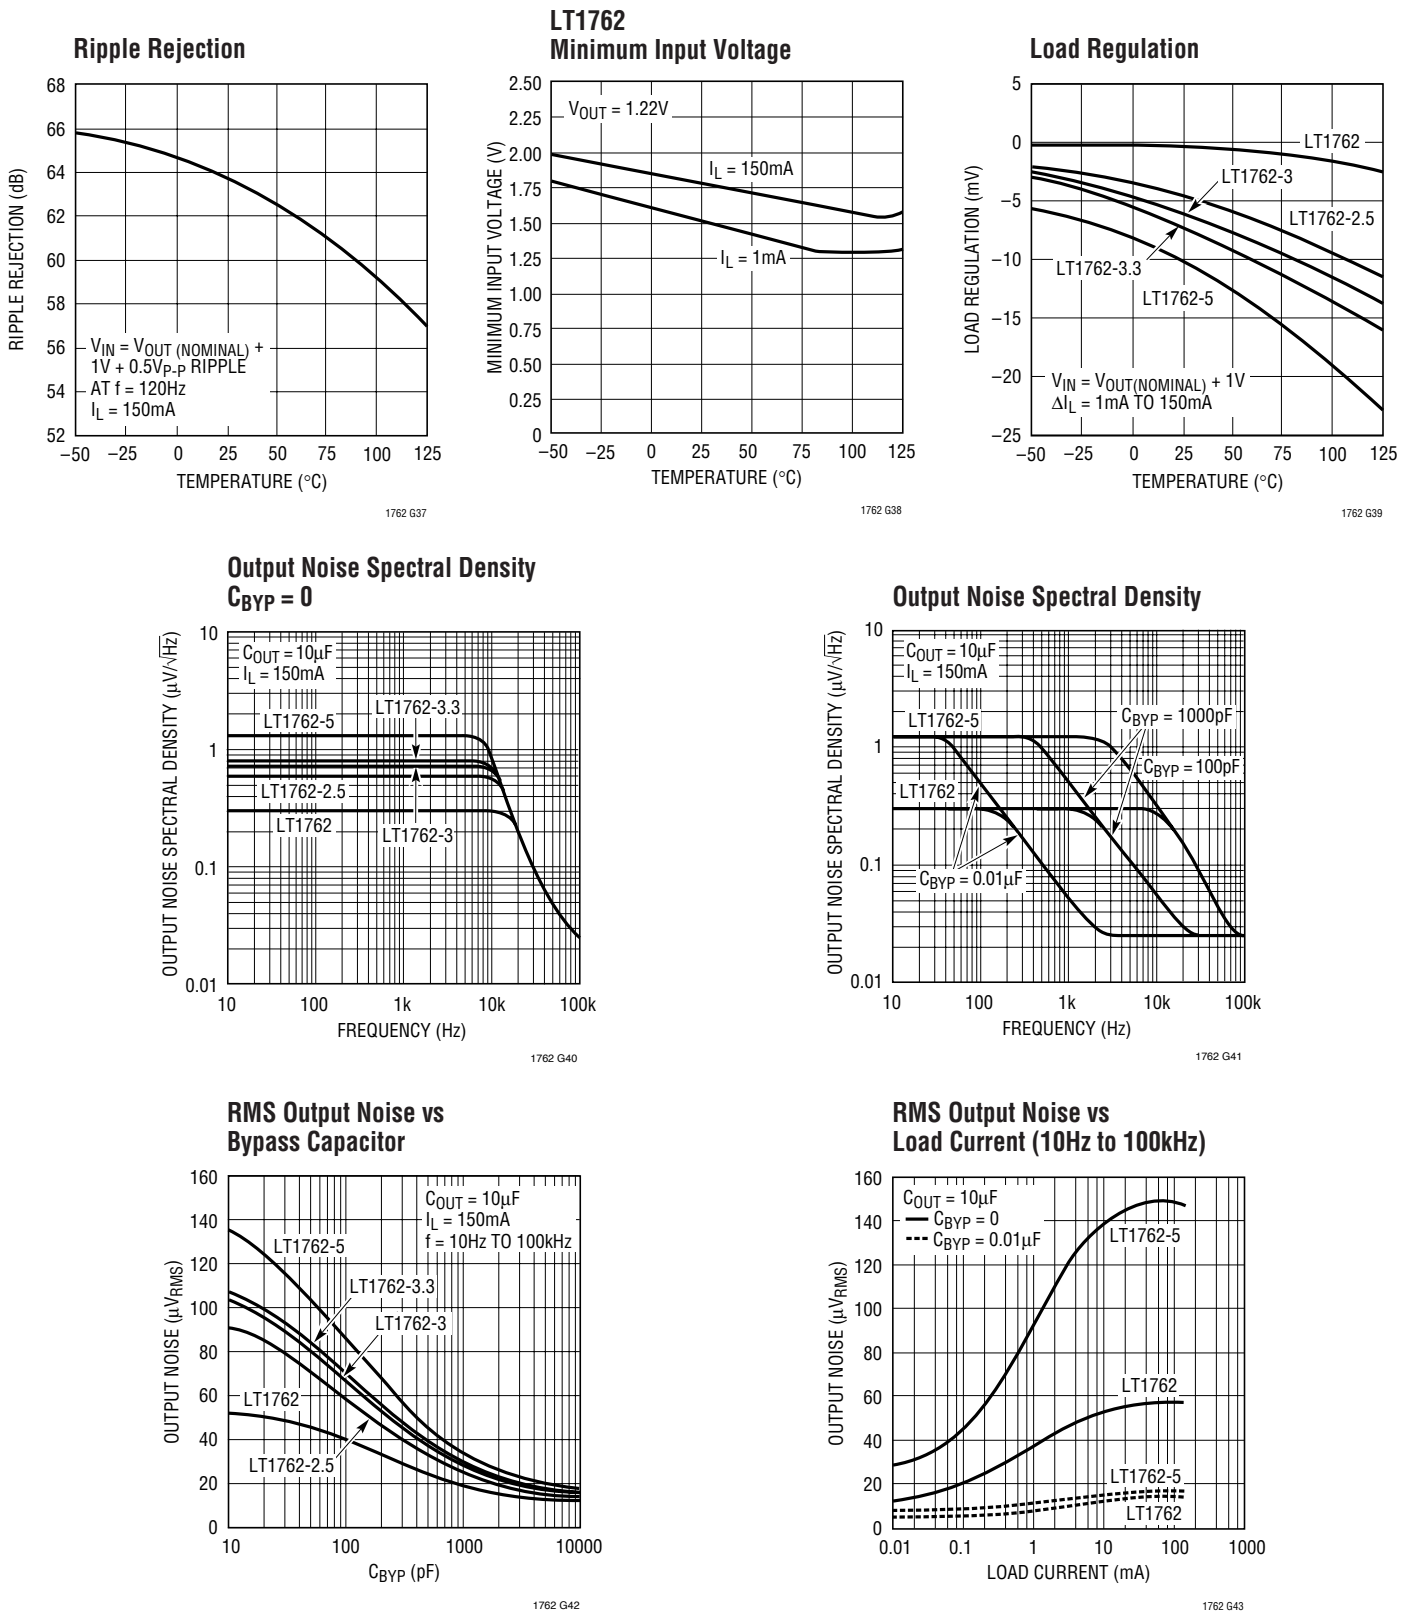 Ripple Rejection
68
66
64
62
60
58
56
54
52
RIPPLE REJECTION (dB)
VIN = VOUT (NOMINAL) +
1V + 0.5VP-P RIPPLE
AT f = 120Hz
IL = 150mA
–50 –25 0 25 50 75 100 125
TEMPERATURE (°C)
1762 G37
LT1762
Minimum Input Voltage
2.50
2.25
2.00
1.75
1.50
1.25
1.00
0.75
0.50
0.25
0
MINIMUM INPUT VOLTAGE (V)
VOUT = 1.22V
IL = 150mA
IL = 1mA
–50 –25 0 25 50 75 100 125
TEMPERATURE (°C)
1762 G38
Load Regulation
5
0
–5
–10
–15
–20
–25
LOAD REGULATION (mV)
LT1762
LT1762-3
LT1762-2.5
LT1762-3.3
LT1762-5
VIN = VOUT(NOMINAL) + 1V
ΔIL = 1mA TO 150mA
–50 –25 0 25 50 75 100 125
TEMPERATURE (°C)
1762 G39
Output Noise Spectral Density
CBYP = 0
10
1
0.1
0.01
OUTPUT NOISE SPECTRAL DENSITY (µV/√Hz)
COUT = 10µF
IL = 150mA
LT1762-3.3
LT1762-5
LT1762-2.5
LT1762
LT1762-3
10 100 1k 10k 100k
FREQUENCY (Hz)
1762 G40
Output Noise Spectral Density
10
1
0.1
0.01
OUTPUT NOISE SPECTRAL DENSITY (µV/√Hz)
COUT = 10µF
IL = 150mA
LT1762-5
CBYP = 1000pF
CBYP = 100pF
LT1762
CBYP = 0.01µF
10 100 1k 10k 100k
FREQUENCY (Hz)
1762 G41
RMS Output Noise vs
Bypass Capacitor
160
140
120
100
80
60
40
20
0
OUTPUT NOISE (µVRMS)
COUT = 10µF
IL = 150mA
f = 10Hz TO 100kHz
LT1762-5
LT1762-3.3
LT1762-3
LT1762
LT1762-2.5
10 100 1000 10000
CBYP (pF)
1762 G42
RMS Output Noise vs
Load Current (10Hz to 100kHz)
160
140
120
100
80
60
40
20
0
OUTPUT NOISE (µVRMS)
COUT = 10µF
CBYP = 0
CBYP = 0.01µF
LT1762-5
LT1762
LT1762-5
LT1762
0.01 0.1 1 10 100 1000
LOAD CURRENT (mA)
1762 G43